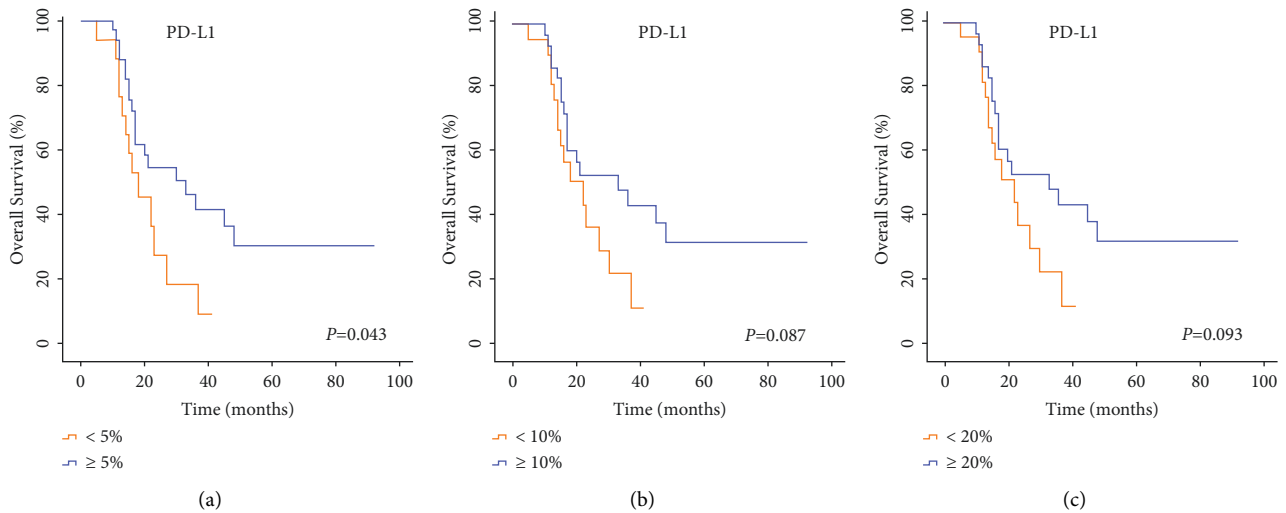 PD-L1
Overall Survival (%)
100
80
60
40
20
0
P=0.043
0 20 40 60 80 100
Time (months)
< 5%
≥ 5%
(a)
PD-L1
Overall Survival (%)
100
80
60
40
20
0
P=0.087
0 20 40 60 80 100
Time (months)
< 10%
≥ 10%
(b)
PD-L1
Overall Survival (%)
100
80
60
40
20
0
P=0.093
0 20 40 60 80 100
Time (months)
< 20%
≥ 20%
(c)